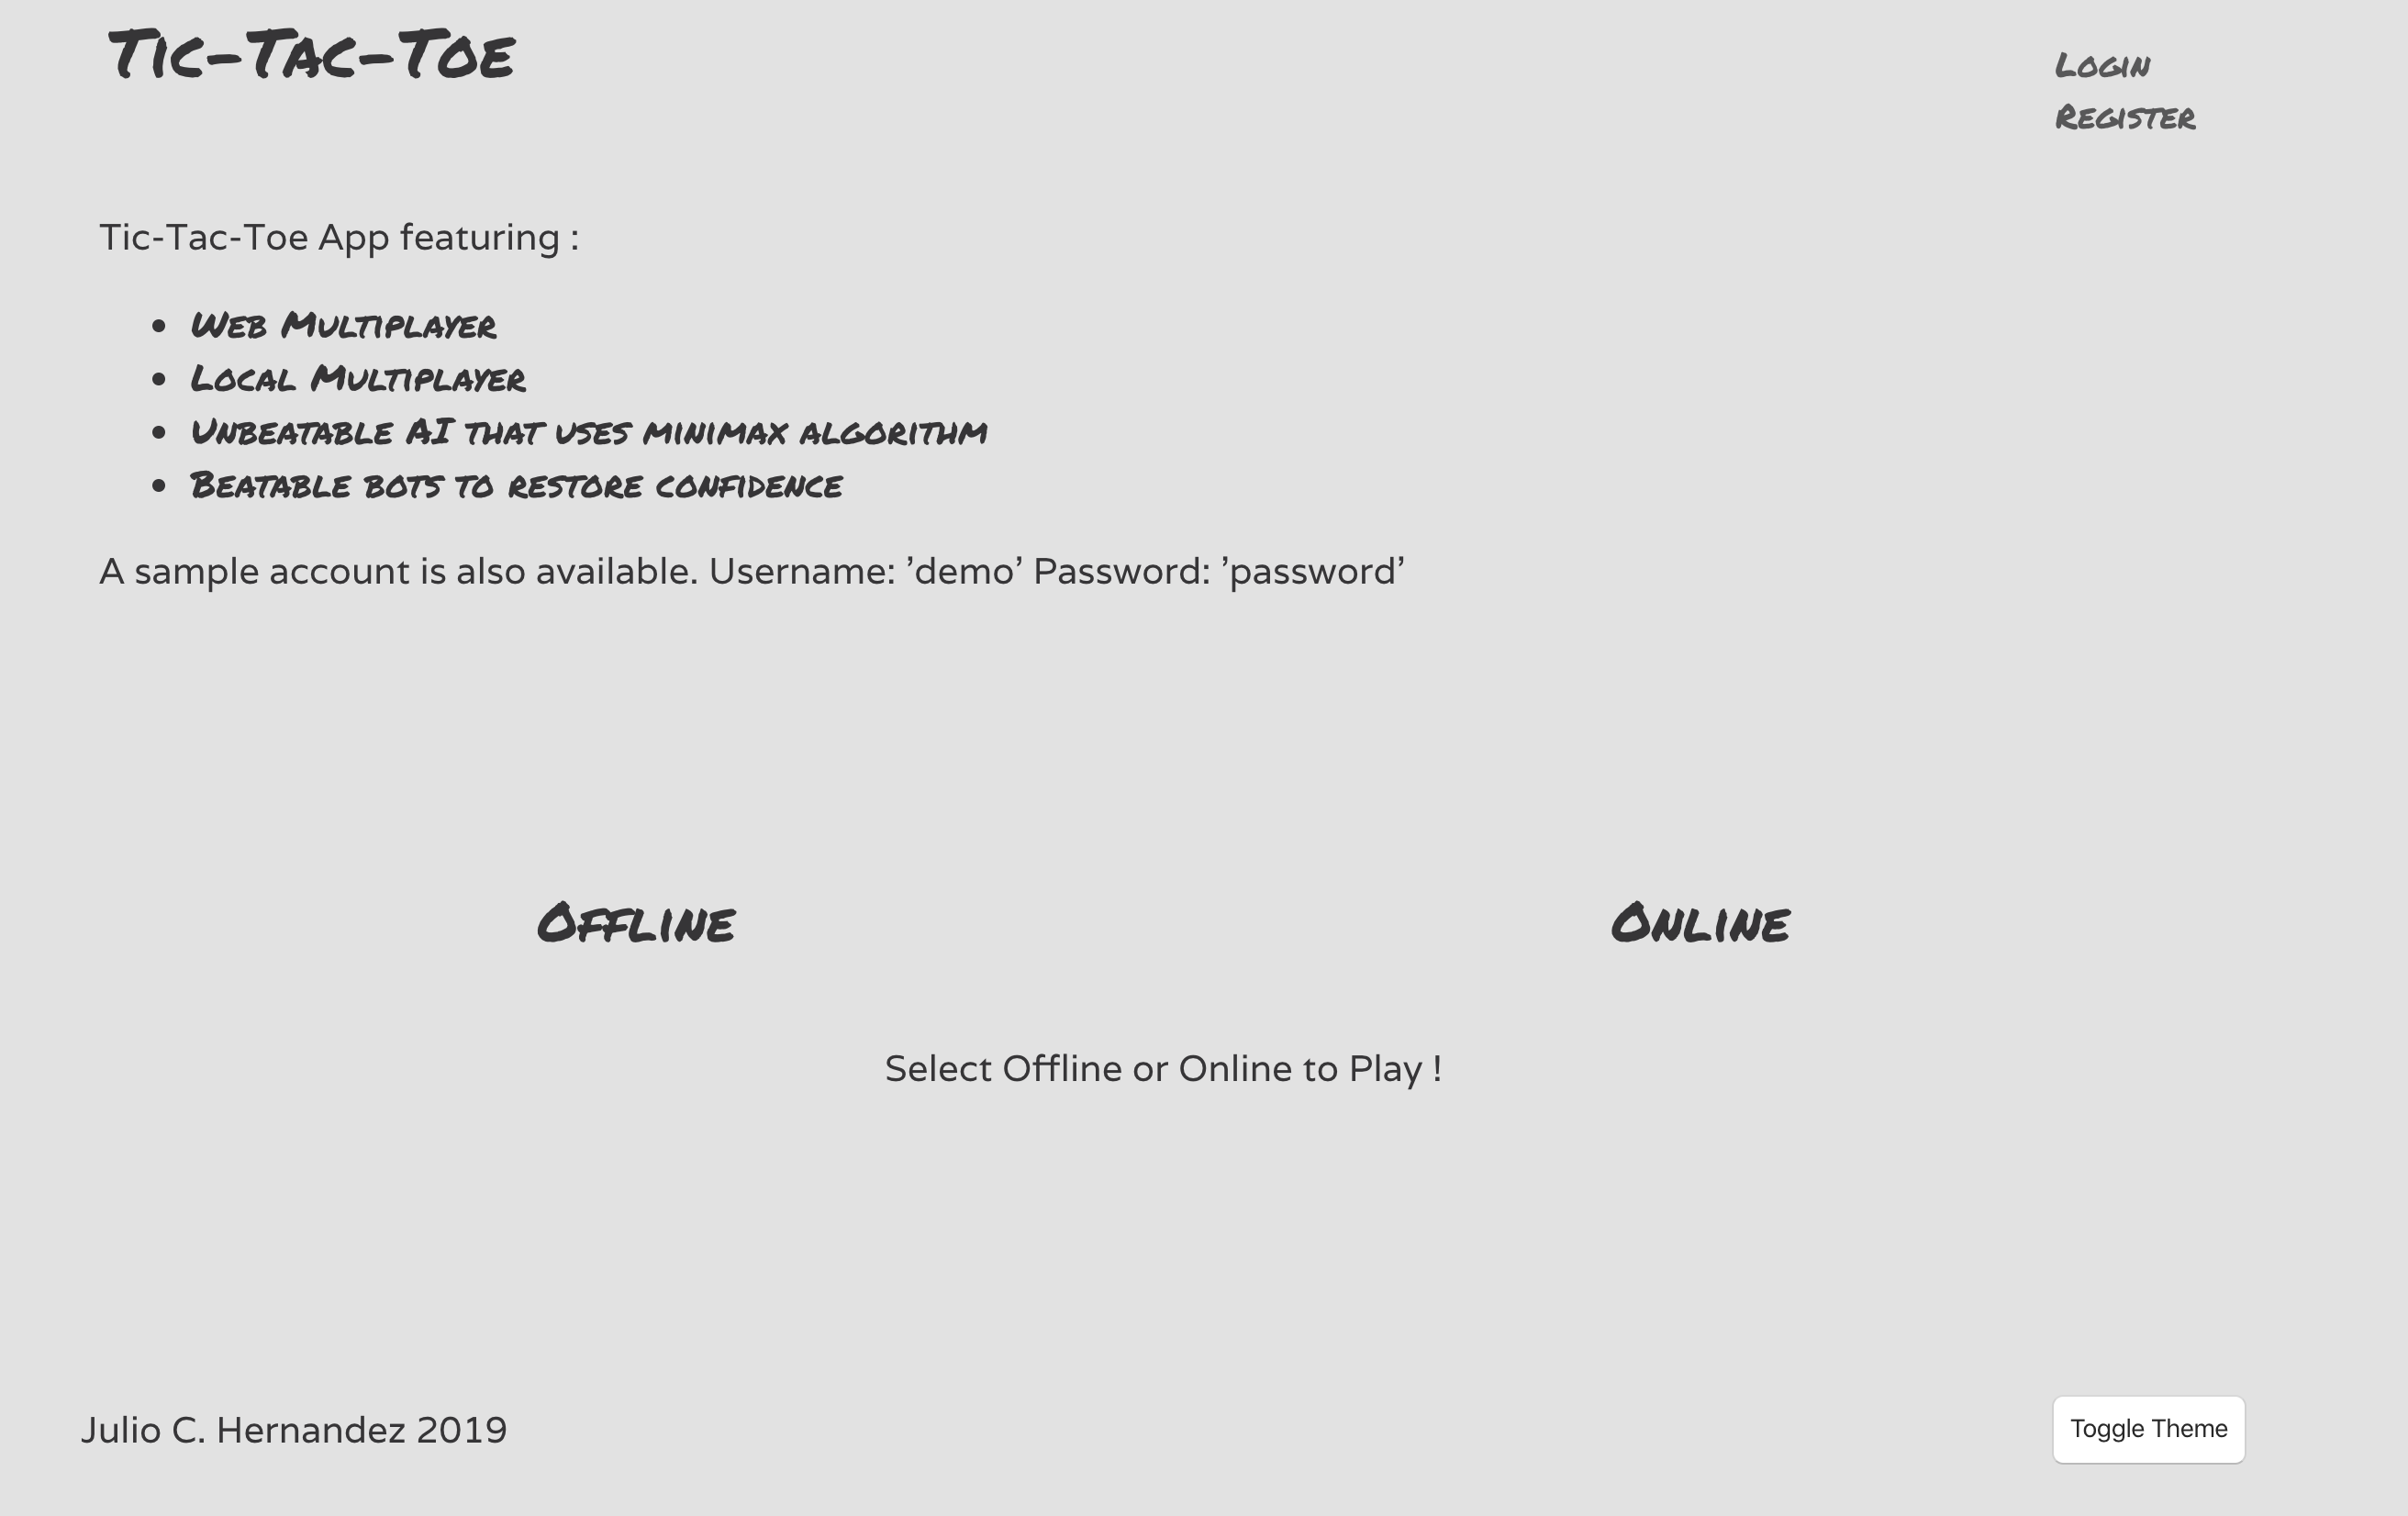 Tic-Tac-Toe
Login
Register
Tic-Tac-Toe App featuring :
Web Multiplayer
Local Multiplayer
Unbeatable AI that uses minimax algorithm
Beatable bots to restore confidence
A sample account is also available. Username: 'demo' Password: 'password'
Offline
Online
Select Offline or Online to Play !
Julio C. Hernandez 2019
Toggle Theme